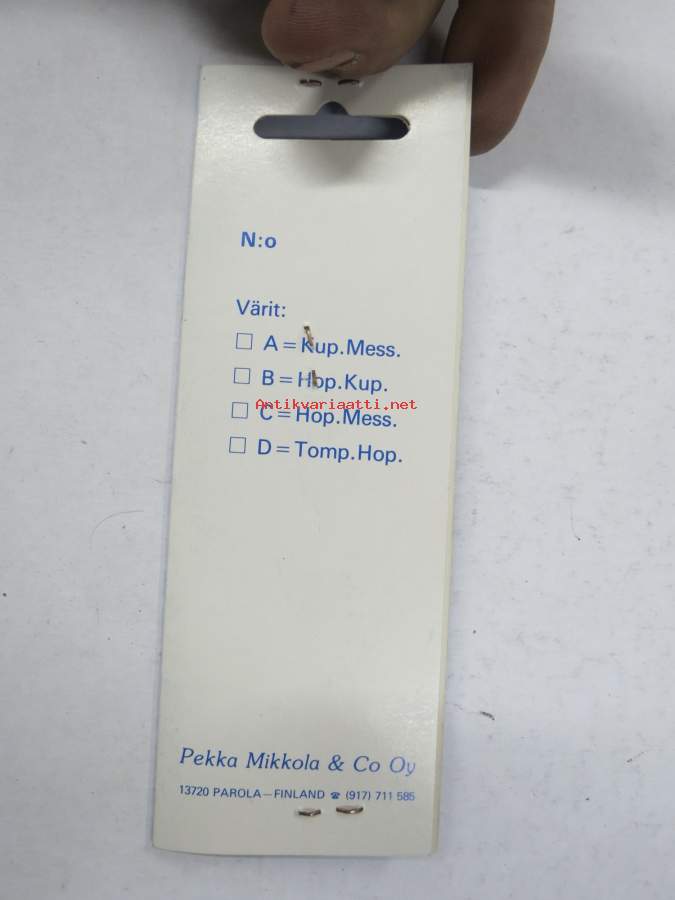 N:o
Värit:
A=Kup.Mess.
B=Hop.Kup.
Antikvariaatti.net
C=Hop.Mess.
D=Tomp.Hop.
Pekka Mikkola & Co Oy
13720 PAROLA—FINLAND ☎ (917) 711 585